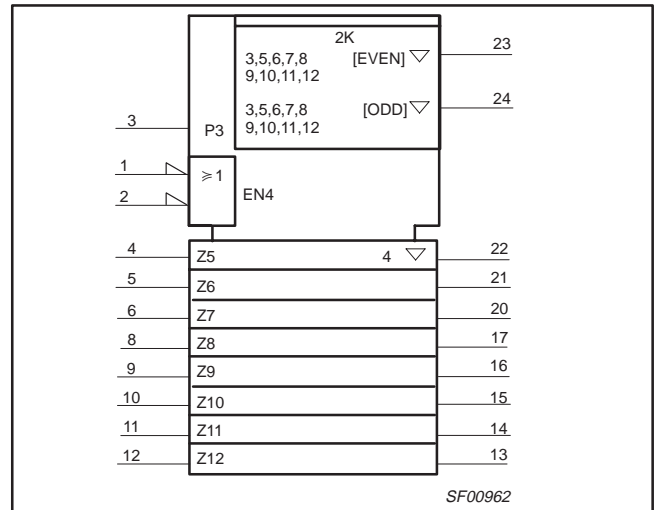 2K
3,5,6,7,8 [EVEN] ▽ 23
9,10,11,12
3,5,6,7,8 [ODD] ▽ 24
9,10,11,12
3 P3
1 ≥1
EN4
2
4 Z5 4 ▽ 22
5 Z6 21
6 Z7 20
8 Z8 17
9 Z9 16
10 Z10 15
11 Z11 14
12 Z12 13
SF00962